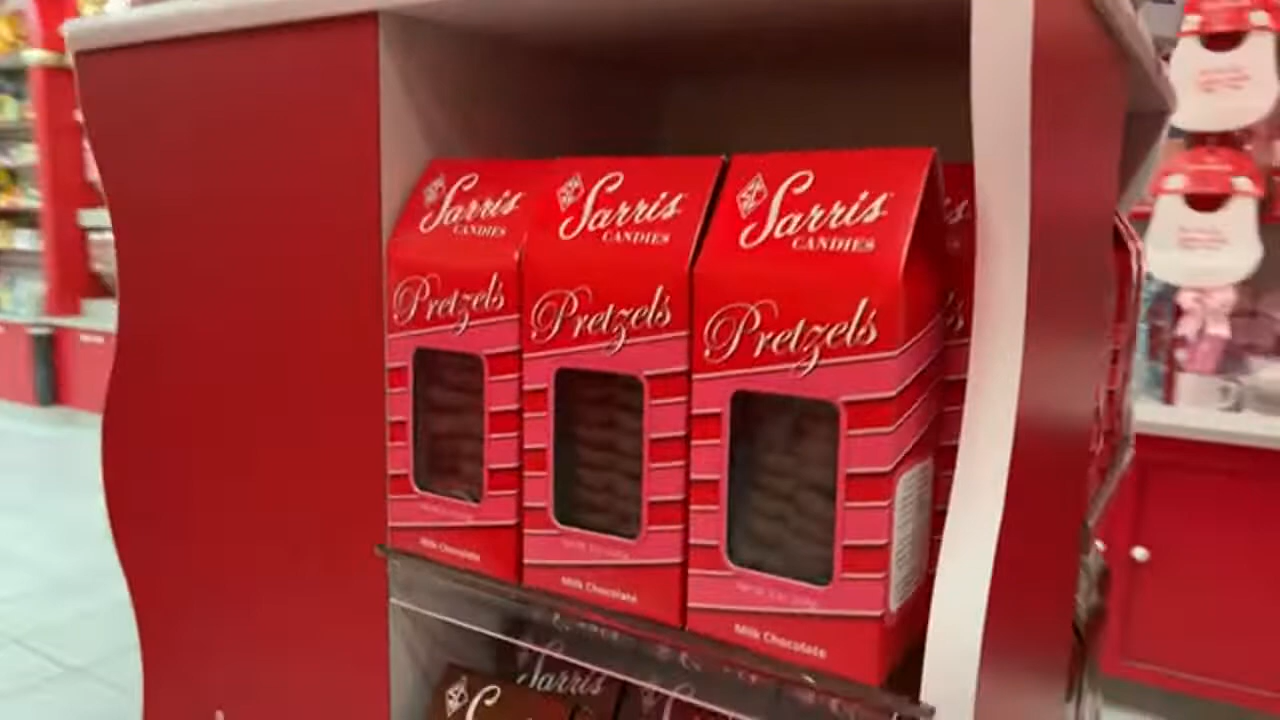 Sarris
CANDIES
Pretzels
Milk Chocolate
Sarris
CANDIES
Pretzels
Milk Chocolate
Sarris
CANDIES
Pretzels
Milk Chocolate
Sarris